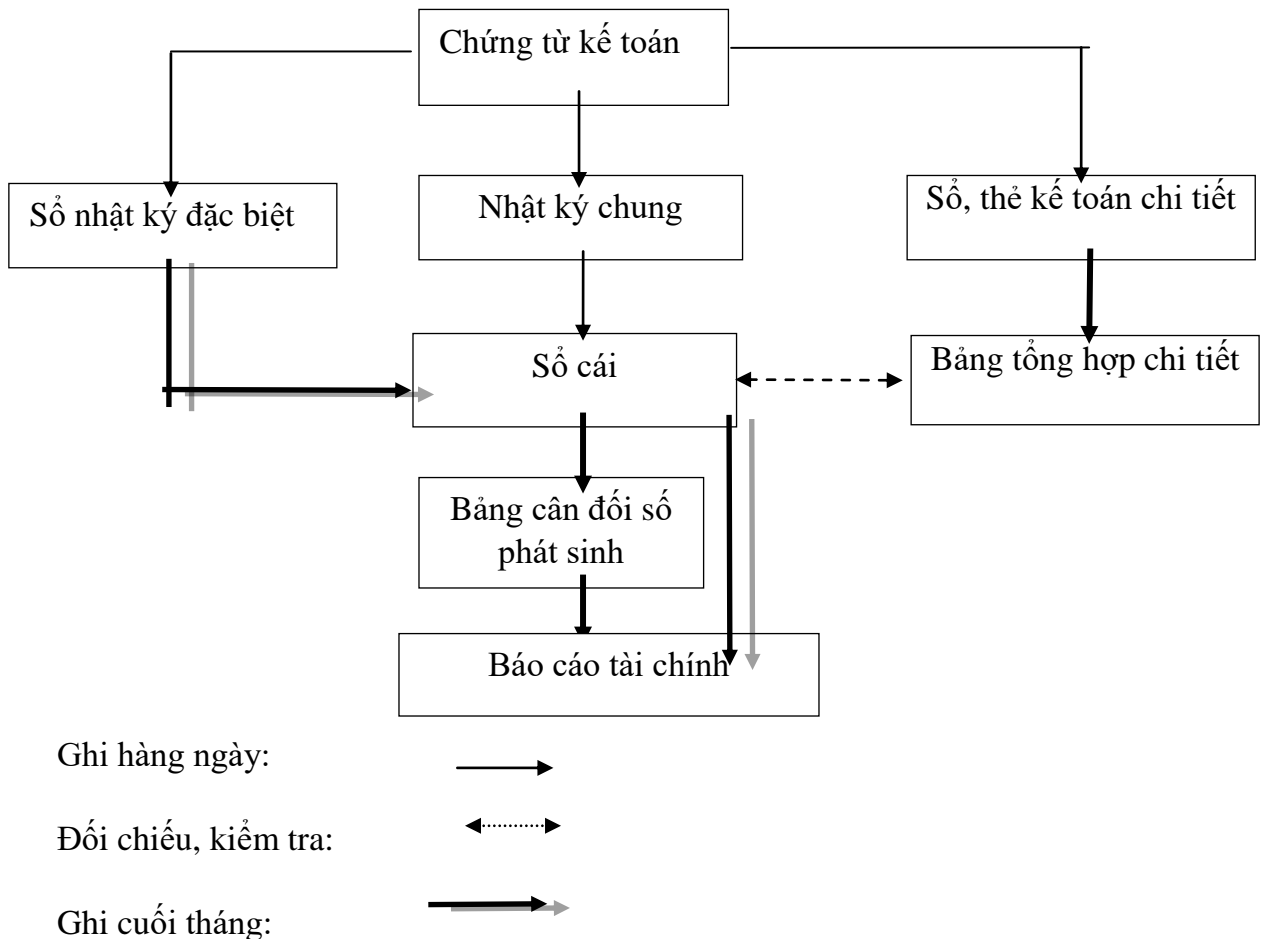 Chứng từ kế toán
Sổ nhật ký đặc biệt
Nhật ký chung
Sổ, thẻ kế toán chi tiết
Sổ cái
Bảng tổng hợp chi tiết
Bảng cân đối số
phát sinh
Báo cáo tài chính
Ghi hàng ngày:
Đối chiếu, kiểm tra:
Ghi cuối tháng: